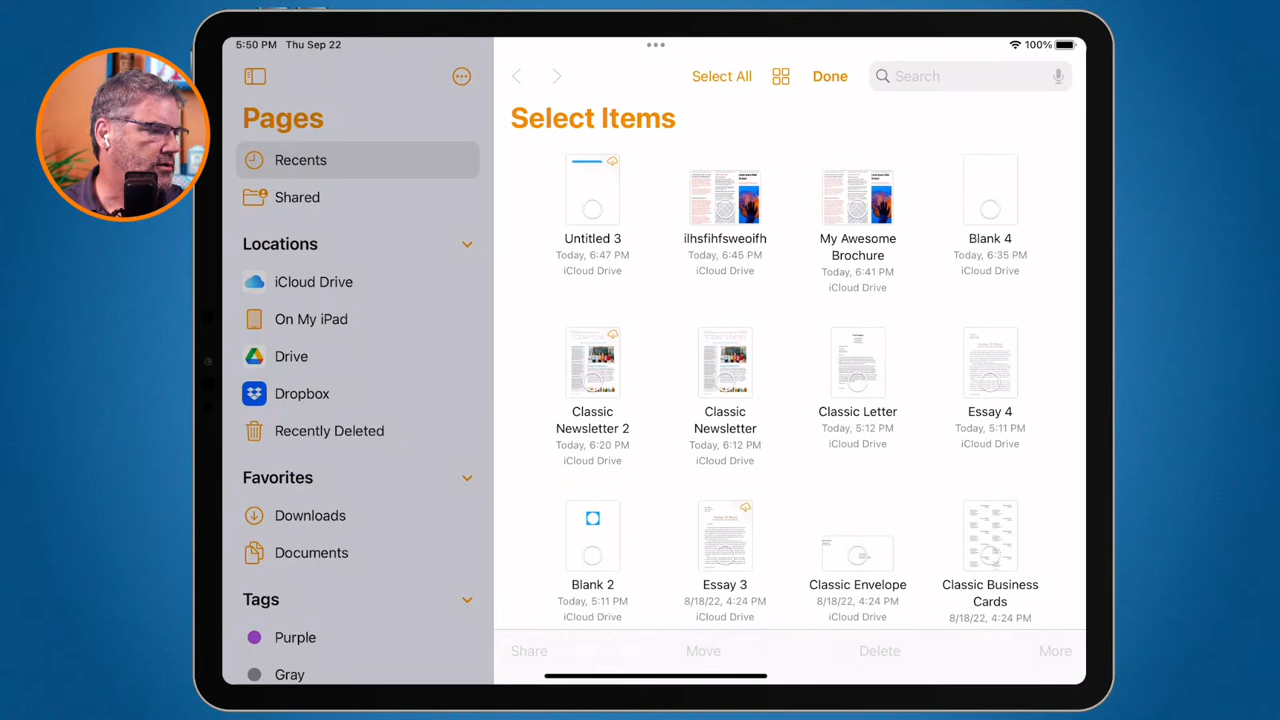 5:50 PM Thu Sep 22
100%
Select All
Done
Search
Pages
Select Items
Recents
Shared
Locations
iCloud Drive
On My iPad
Drive
Dropbox
Recently Deleted
Favorites
Downloads
Documents
Tags
Purple
Gray
Untitled 3
Today, 6:47 PM
iCloud Drive
ilhsfihfsweoifh
Today, 6:45 PM
iCloud Drive
My Awesome
Brochure
Today, 6:41 PM
iCloud Drive
Blank 4
Today, 6:35 PM
iCloud Drive
Classic
Newsletter 2
Today, 6:20 PM
iCloud Drive
Classic
Newsletter
Today, 6:12 PM
iCloud Drive
Classic Letter
Today, 5:12 PM
iCloud Drive
Essay 4
Today, 5:11 PM
iCloud Drive
Blank 2
Today, 5:11 PM
iCloud Drive
Essay 3
8/18/22, 4:24 PM
iCloud Drive
Classic Envelope
8/18/22, 4:24 PM
iCloud Drive
Classic Business
Cards
8/18/22, 4:24 PM
Share
Move
Delete
More